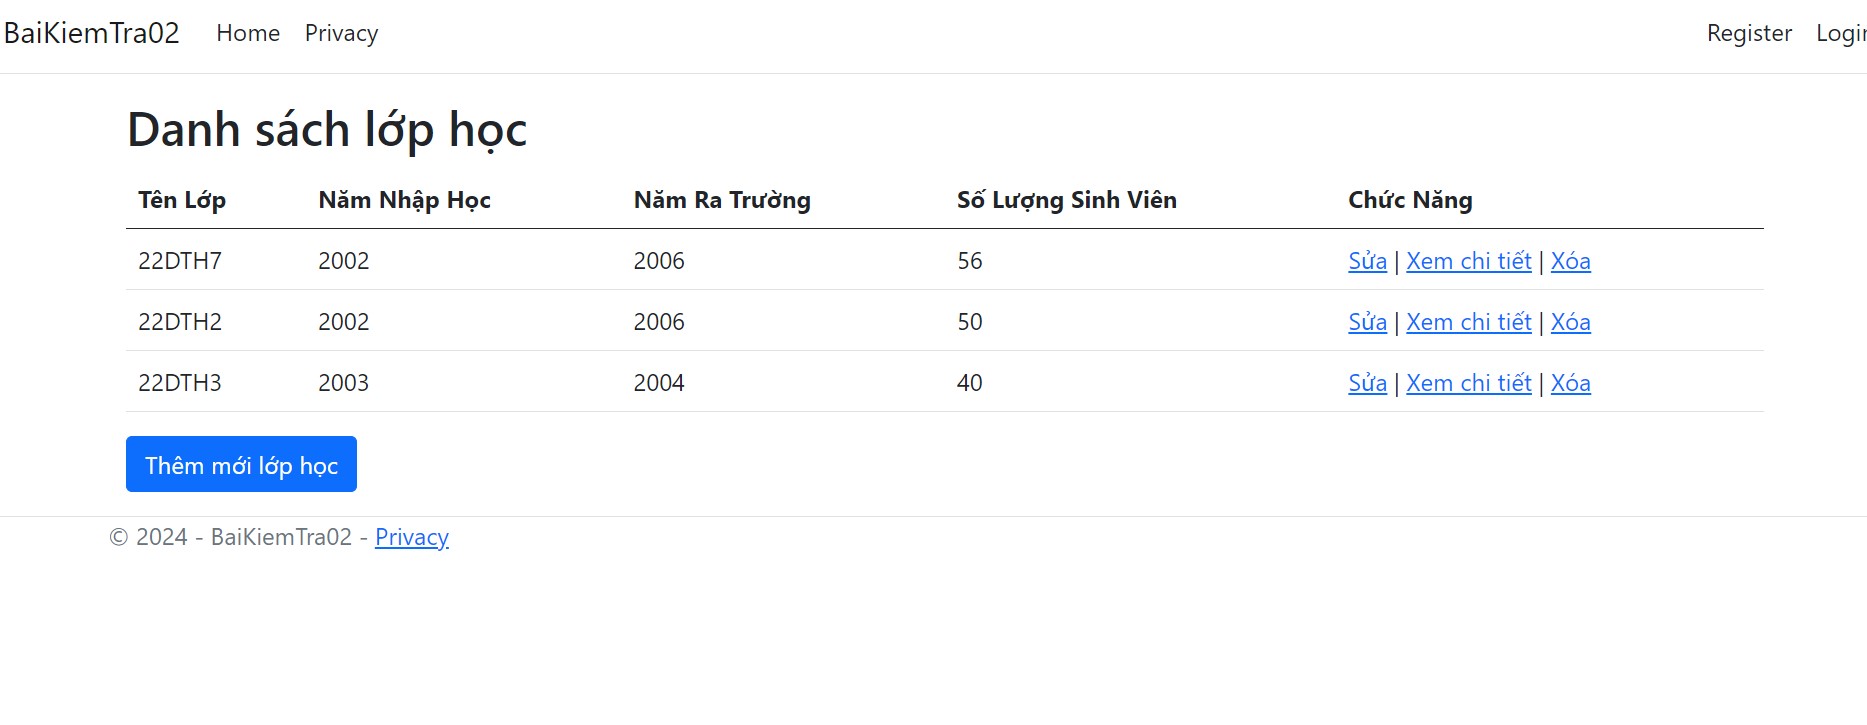 BaiKiemTra02 Home Privacy Register Login
Danh sách lớp học
Tên Lớp Năm Nhập Học Năm Ra Trường Số Lượng Sinh Viên Chức Năng
22DTH7 2002 2006 56 Sửa | Xem chi tiết | Xóa
22DTH2 2002 2006 50 Sửa | Xem chi tiết | Xóa
22DTH3 2003 2004 40 Sửa | Xem chi tiết | Xóa
Thêm mới lớp học
© 2024 - BaiKiemTra02 - Privacy